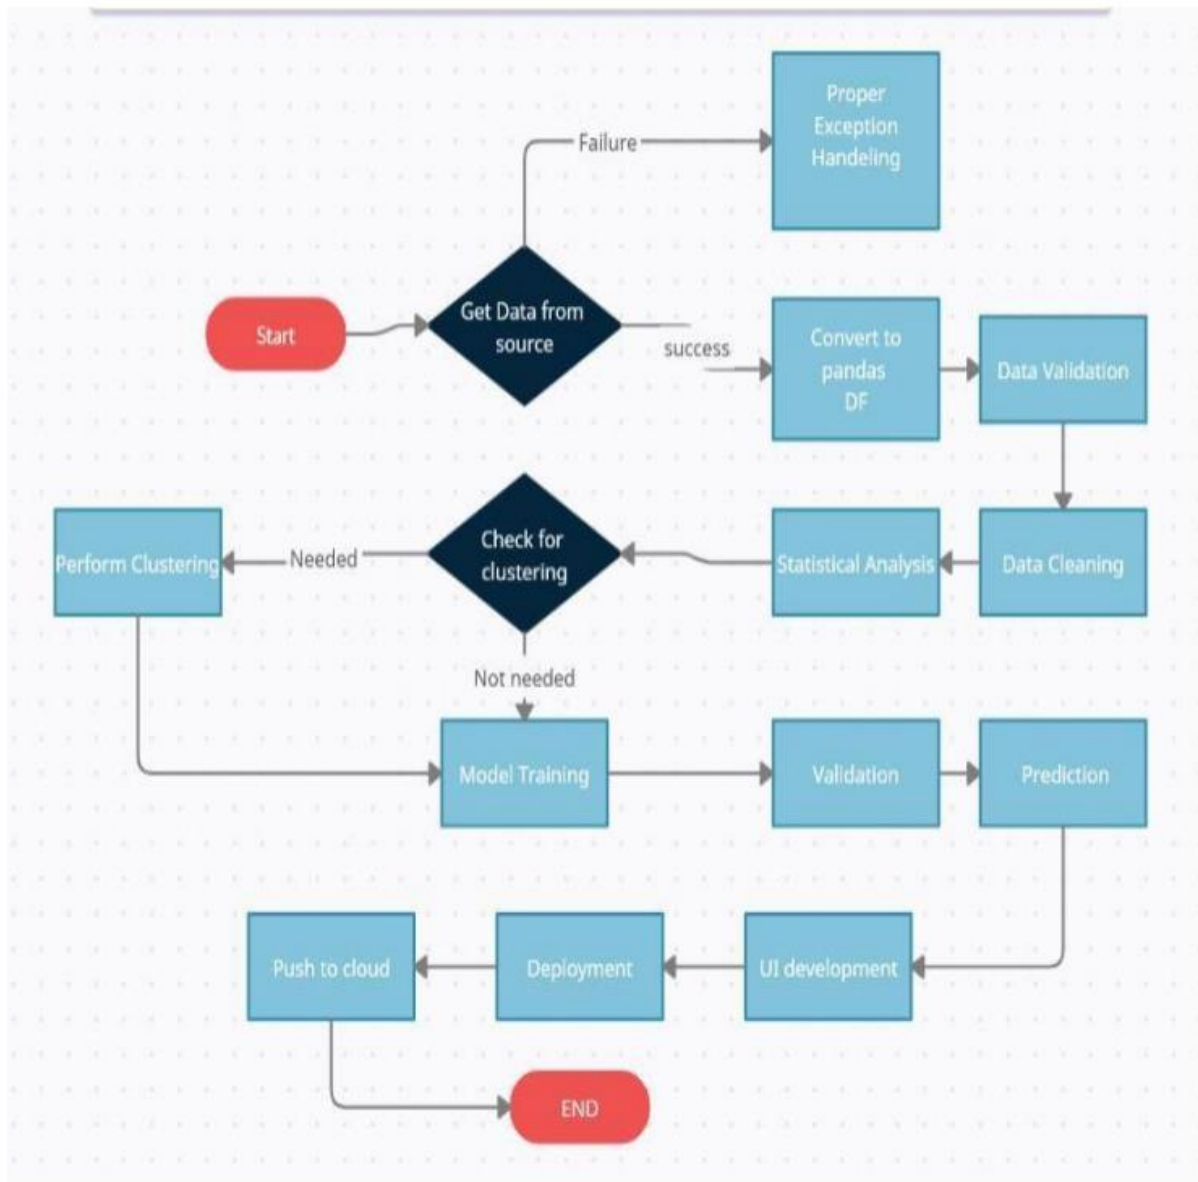 Proper
Exception
Handeling
Failure
Start
Get Data from
source
success
Convert to
pandas
DF
Data Validation
Perform Clustering
Needed
Check for
clustering
Statistical Analysis
Data Cleaning
Not needed
Model Training
Validation
Prediction
Push to cloud
Deployment
UI development
END